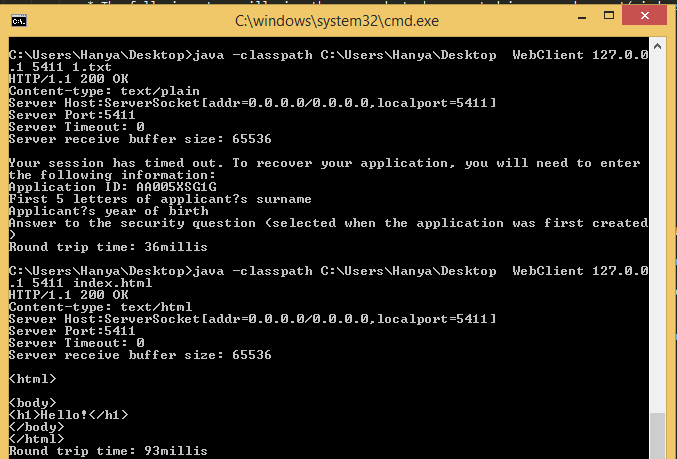 C:\windows\system32\cmd.exe
C:\Users\Hanya\Desktop>java -classpath C:\Users\Hanya\Desktop  WebClient 127.0.0
.1 5411 1.txt
HTTP/1.1 200 OK
Content-type: text/plain
Server Host:ServerSocket[addr=0.0.0.0/0.0.0.0,localport=5411]
Server Port:5411
Server Timeout: 0
Server receive buffer size: 65536
Your session has timed out. To recover your application, you will need to enter
the following information:
Application ID: AA005XSG1G
First 5 letters of applicant?s surname
Applicant?s year of birth
Answer to the security question (selected when the application was first created
)
Round trip time: 36millis
C:\Users\Hanya\Desktop>java -classpath C:\Users\Hanya\Desktop  WebClient 127.0.0
.1 5411 index.html
HTTP/1.1 200 OK
Content-type: text/html
Server Host:ServerSocket[addr=0.0.0.0/0.0.0.0,localport=5411]
Server Port:5411
Server Timeout: 0
Server receive buffer size: 65536
<html>
<body>
<h1>Hello!</h1>
</body>
</html>
Round trip time: 93millis